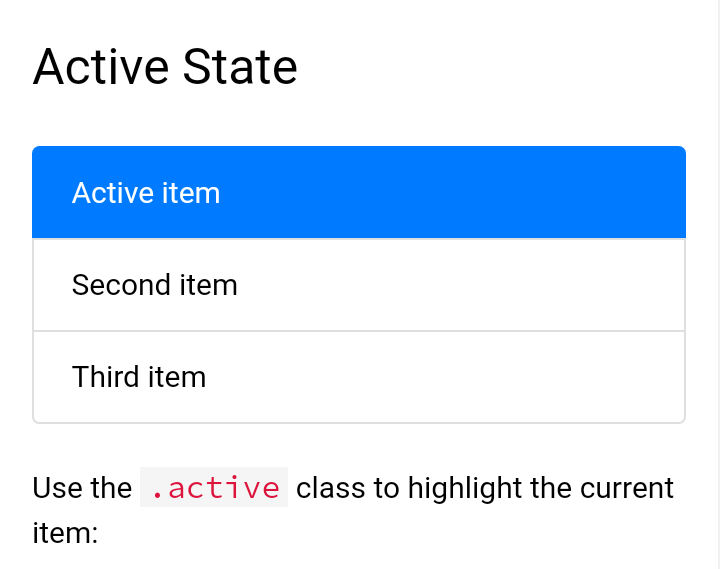 Active State
Active item
Second item
Third item
Use the .active class to highlight the current
item: